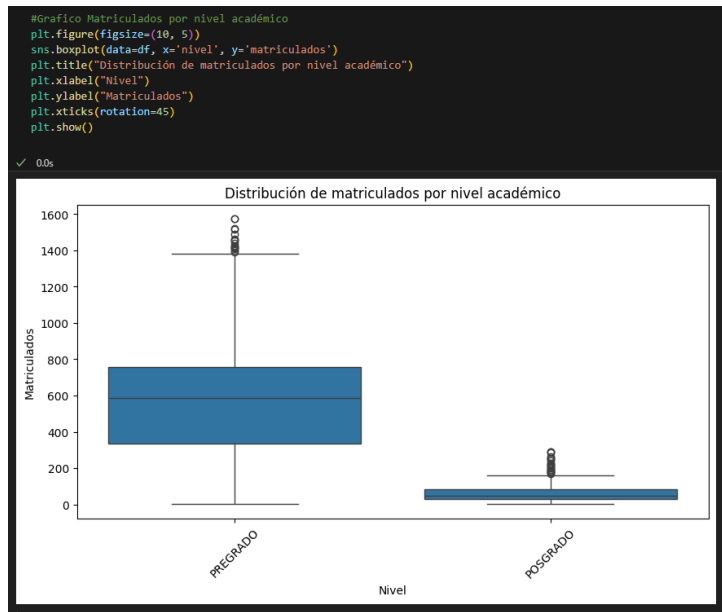 #Grafico Matriculados por nivel académico
plt.figure(figsize=(10, 5))
sns.boxplot(data=df, x='nivel', y='matriculados')
plt.title("Distribución de matriculados por nivel académico")
plt.xlabel("Nivel")
plt.ylabel("Matriculados")
plt.xticks(rotation=45)
plt.show()
✓ 0.0s
Distribución de matriculados por nivel académico
1600
1400
1200
1000
800
600
400
200
0
Matriculados
PREGRADO
POSGRADO
Nivel